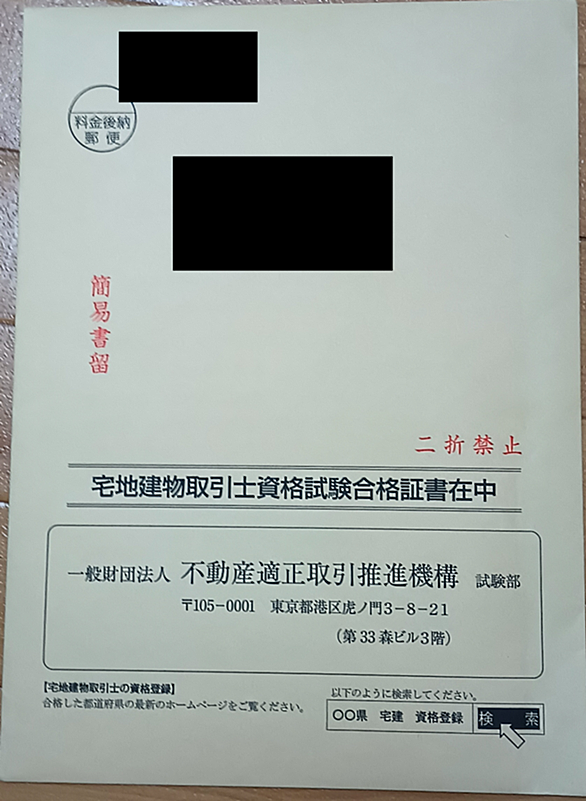 料金後納
郵便
簡易書留
二折禁止
宅地建物取引士資格試験合格証書在中
一般財団法人 不動産適正取引推進機構 試験部
〒105-0001 東京都港区虎ノ門3-8-21
(第33森ビル3階)
【宅地建物取引士の資格登録】
合格した都道府県の最新のホームページをご覧ください。
以下のように検索してください。
〇〇県 宅建 資格登録 検索